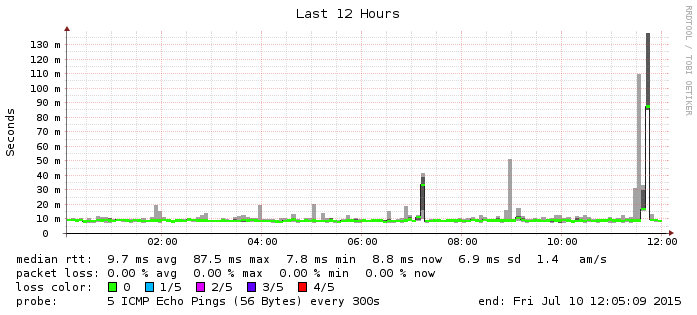 Last 12 Hours
RRDTOOL / TOBI OETIKER
Seconds
130 m
120 m
110 m
100 m
90 m
80 m
70 m
60 m
50 m
40 m
30 m
20 m
10 m
0
02:00 04:00 06:00 08:00 10:00 12:00
median rtt: 9.7 ms avg 87.5 ms max 7.8 ms min 8.8 ms now 6.9 ms sd 1.4 am/s
packet loss: 0.00 % avg 0.00 % max 0.00 % min 0.00 % now
loss color: 0 1/5 2/5 3/5 4/5
probe: 5 ICMP Echo Pings (56 Bytes) every 300s end: Fri Jul 10 12:05:09 2015